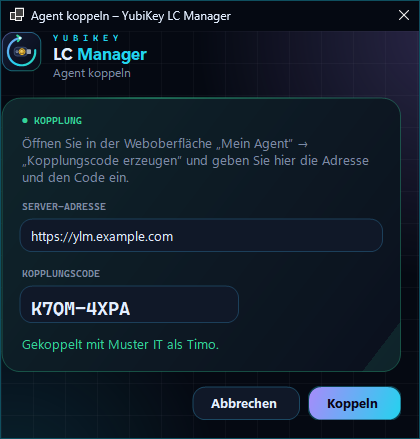 Agent koppeln – YubiKey LC Manager
YUBIKEY
LC Manager
Agent koppeln
KOPPLUNG
Öffnen Sie in der Weboberfläche „Mein Agent“ →
„Kopplungscode erzeugen“ und geben Sie hier die Adresse
und den Code ein.
SERVER-ADRESSE
https://ylm.example.com
KOPPLUNGSCODE
K7QM-4XPA
Gekoppelt mit Muster IT als Timo.
Abbrechen
Koppeln